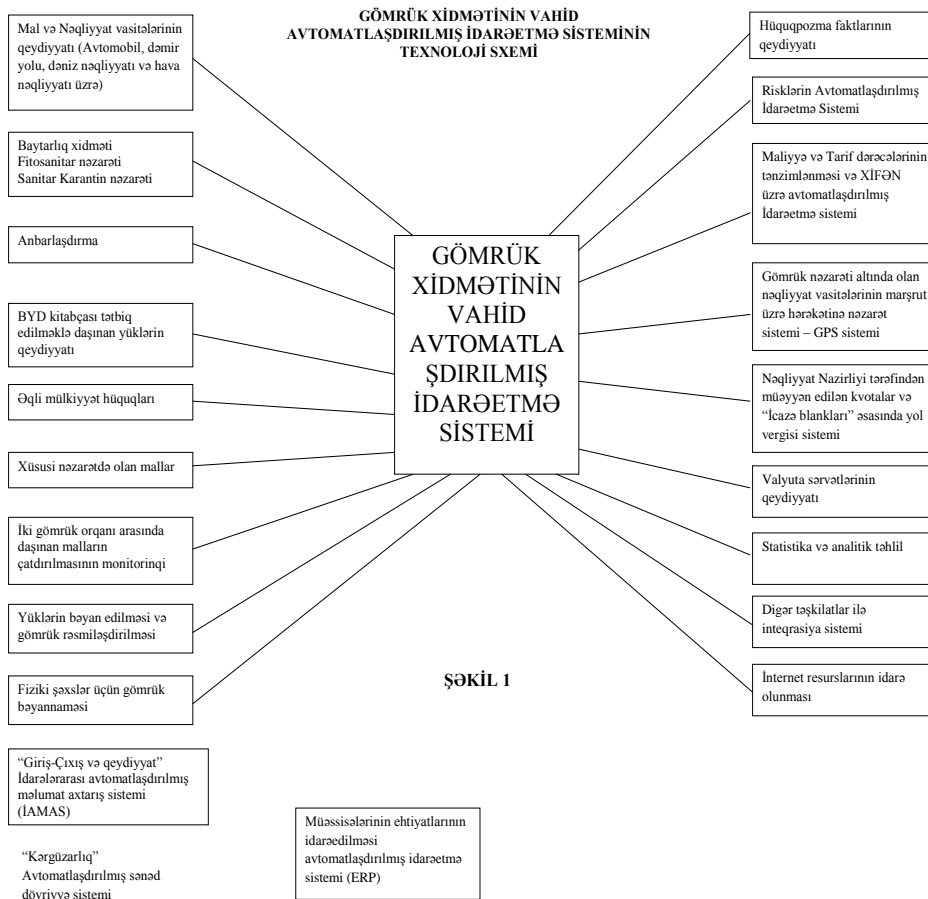 GÖMRÜK XİDMƏTİNİN VAHİD
AVTOMATLAŞDIRILMIŞ İDARƏETMƏ SİSTEMİNİN
TEXNOLOJİ SXEMİ
Mal və Nəqliyyat vasitələrinin
qeydiyyatı (Avtomobil, dəmir
yolu, dəniz nəqliyyatı və hava
nəqliyyatı üzrə)
Baytarlıq xidməti
Fitosanitar nəzarəti
Sanitar Karantin nəzarəti
Anbarlaşdırma
BYD kitabçası tətbiq
edilməklə daşınan yüklərin
qeydiyyatı
Əqli mülkiyyət hüquqları
Xüsusi nəzarətdə olan mallar
İki gömrük orqanı arasında
daşınan malların
çatdırılmasının monitorinqi
Yüklərin bəyan edilməsi və
gömrük rəsmiləşdirilməsi
Fiziki şəxslər üçün gömrük
bəyannaməsi
“Giriş-Çıxış və qeydiyyat”
İdarələrarası avtomatlaşdırılmış
məlumat axtarış sistemi
(İAMAS)
“Kərgüzarlıq”
Avtomatlaşdırılmış sənəd
dövriyyə sistemi
GÖMRÜK
XİDMƏTİNİN
VAHİD
AVTOMATLA
ŞDIRILMIŞ
İDARƏETMƏ
SİSTEMİ
ŞƏKİL 1
Müəssisələrinin ehtiyatlarının
idarəedilməsi
avtomatlaşdırılmış idarəetmə
sistemi (ERP)
Hüquqpozma faktlarının
qeydiyyatı
Risklərin Avtomatlaşdırılmış
İdarəetmə Sistemi
Maliyyə və Tarif dərəcələrinin
tənzimlənməsi və XİFƏN
üzrə avtomatlaşdırılmış
İdarəetmə sistemi
Gömrük nəzarəti altında olan
nəqliyyat vasitələrinin marşrut
üzrə hərəkətinə nəzarət
sistemi – GPS sistemi
Nəqliyyat Nazirliyi tərəfindən
müəyyən edilən kvotalar və
“İcazə blankları” əsasında yol
vergisi sistemi
Valyuta sərvətlərinin
qeydiyyatı
Statistika və analitik təhlil
Digər təşkilatlar ilə
inteqrasiya sistemi
İnternet resurslarının idarə
olunması